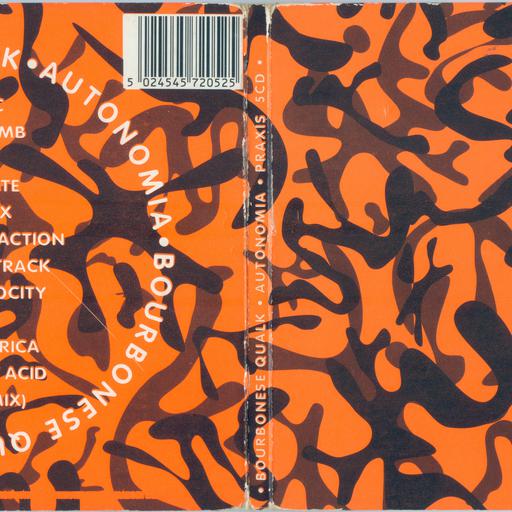 5 024545 720525
K • AUTONOMIA • BOURBONESE QU
C
MB
TE
X
ACTION
TRACK
OCITY
RICA
ACID
MIX)
BOURBONESE QUALK • AUTONOMIA • PRAXIS 5CD •